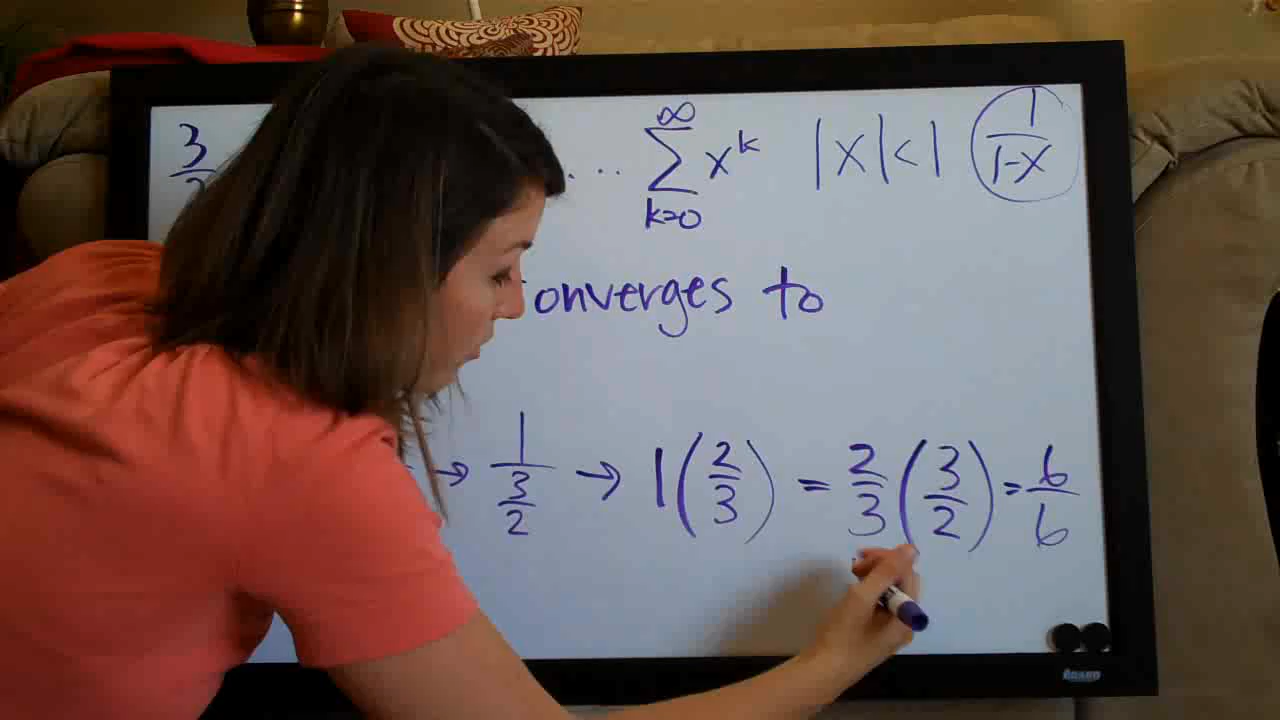 3/2 ... ∑_{k=0}^{∞} x^k |x|<1 1/(1-x)
onverges to
→ 1/(3/2) → 1(2/3) = 2/3(3/2) = 6/6
BOARD